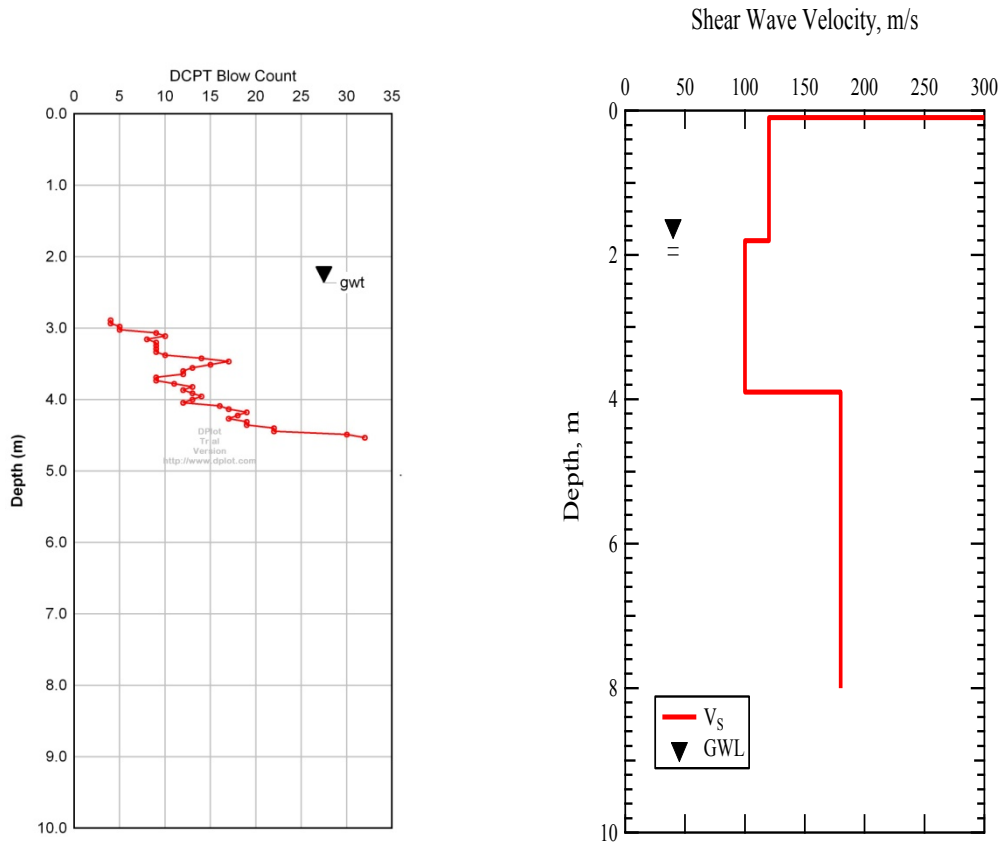 DCPT Blow Count
0 5 10 15 20 25 30 35
0.0
1.0
2.0
gwt
3.0
4.0
DPlot
Trial
Version
http://www.dplot.com
5.0
6.0
7.0
8.0
9.0
10.0
Depth (m)
Shear Wave Velocity, m/s
0 50 100 150 200 250 300
0
2
4
6
8
10
Depth, m
VS
GWL